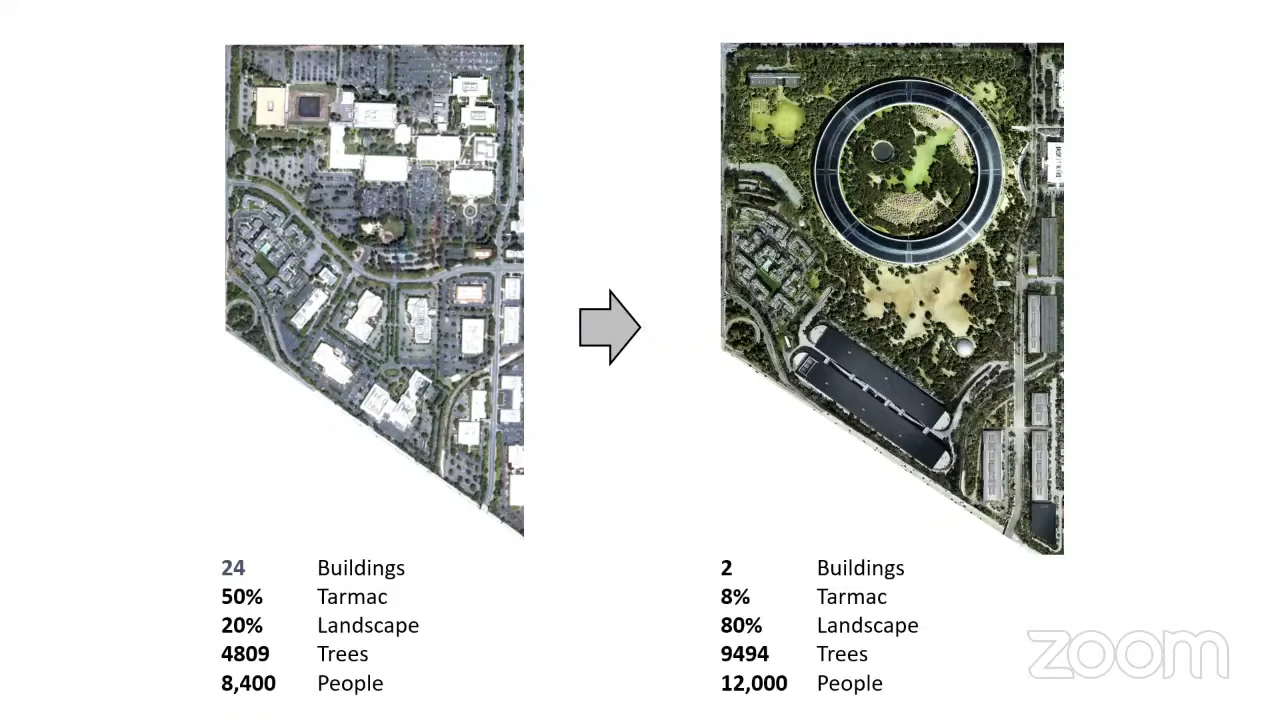 24 Buildings
50% Tarmac
20% Landscape
4809 Trees
8,400 People
2 Buildings
8% Tarmac
80% Landscape
9494 Trees
12,000 People
zoom